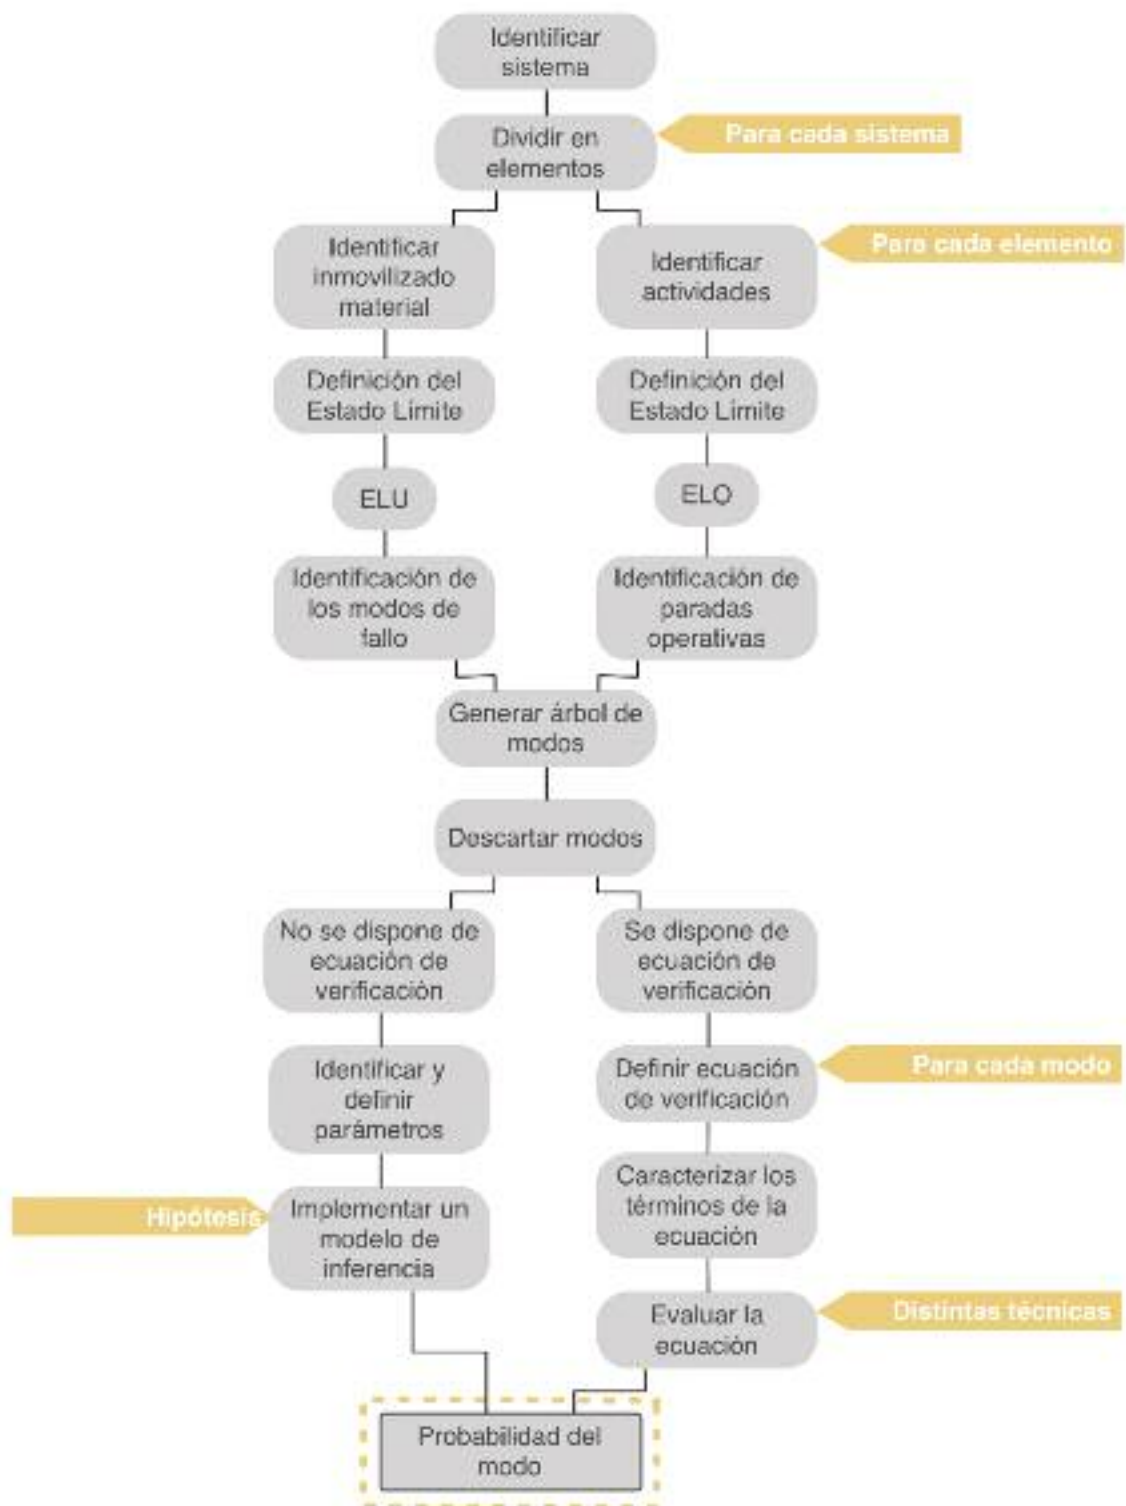 Identificar
sistema
Dividir en
elementos
Para cada sistema
Identificar
inmovilizado
material
Identificar
actividades
Para cada elemento
Definición del
Estado Límite
Definición del
Estado Límite
ELU
ELO
Identificación de
los modos de
fallo
Identificación de
paradas
operativas
Generar árbol de
modos
Descartar modos
No se dispone de
ecuación de
verificación
Se dispone de
ecuación de
verificación
Identificar y
definir
parámetros
Definir ecuación
de verificación
Para cada modo
Hipótesis
Implementar un
modelo de
inferencia
Caracterizar los
términos de la
ecuación
Evaluar la
ecuación
Distintas técnicas
Probabilidad del
modo